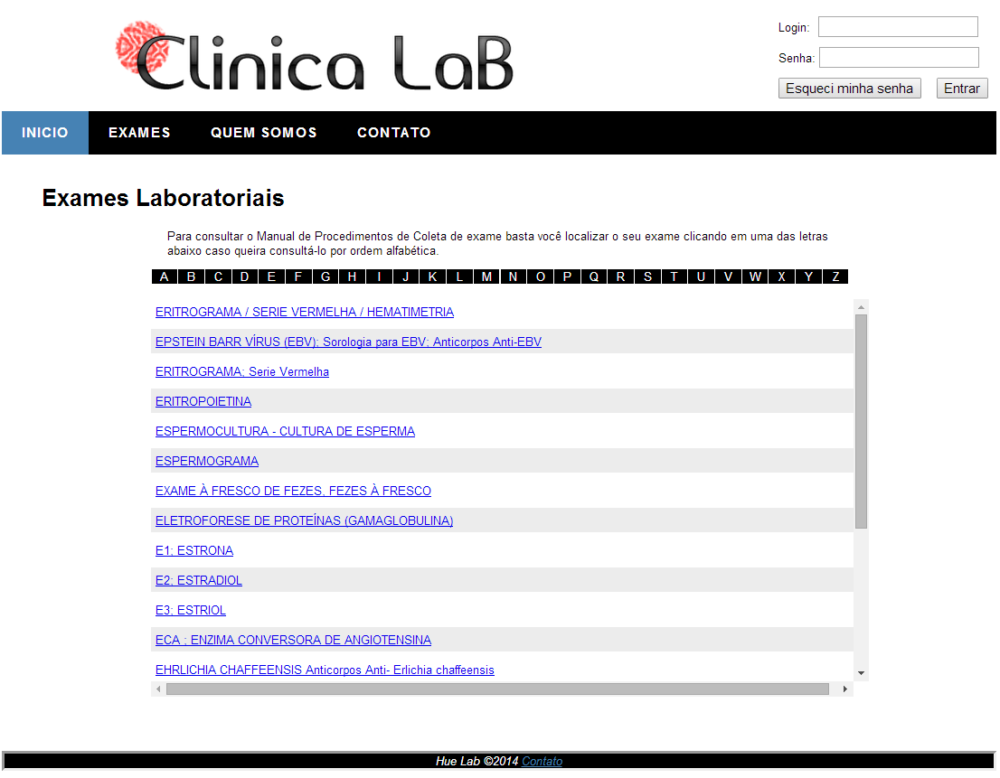 Clinica LaB
Login:
Senha:
Esqueci minha senha Entrar
INICIO EXAMES QUEM SOMOS CONTATO
Exames Laboratoriais
Para consultar o Manual de Procedimentos de Coleta de exame basta você localizar o seu exame clicando em uma das letras
abaixo caso queira consultá-lo por ordem alfabética.
A B C D E F G H I J K L M N O P Q R S T U V W X Y Z
ERITROGRAMA / SERIE VERMELHA / HEMATIMETRIA
EPSTEIN BARR VÍRUS (EBV); Sorologia para EBV; Anticorpos Anti-EBV
ERITROGRAMA; Serie Vermelha
ERITROPOIETINA
ESPERMOCULTURA - CULTURA DE ESPERMA
ESPERMOGRAMA
EXAME À FRESCO DE FEZES, FEZES À FRESCO
ELETROFORESE DE PROTEÍNAS (GAMAGLOBULINA)
E1; ESTRONA
E2; ESTRADIOL
E3; ESTRIOL
ECA ; ENZIMA CONVERSORA DE ANGIOTENSINA
EHRLICHIA CHAFFEENSIS Anticorpos Anti- Erlichia chaffeensis
Hue Lab ©2014 Contato